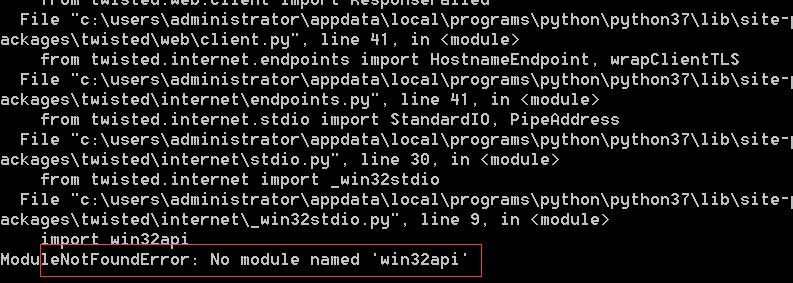 from twisted.web.client import ResponseFailed
  File "c:\users\administrator\appdata\local\programs\python\python37\lib\site-p
ackages\twisted\web\client.py", line 41, in <module>
    from twisted.internet.endpoints import HostnameEndpoint, wrapClientTLS
  File "c:\users\administrator\appdata\local\programs\python\python37\lib\site-p
ackages\twisted\internet\endpoints.py", line 41, in <module>
    from twisted.internet.stdio import StandardIO, PipeAddress
  File "c:\users\administrator\appdata\local\programs\python\python37\lib\site-p
ackages\twisted\internet\stdio.py", line 30, in <module>
    from twisted.internet import _win32stdio
  File "c:\users\administrator\appdata\local\programs\python\python37\lib\site-p
ackages\twisted\internet\_win32stdio.py", line 9, in <module>
    import win32api
ModuleNotFoundError: No module named 'win32api'